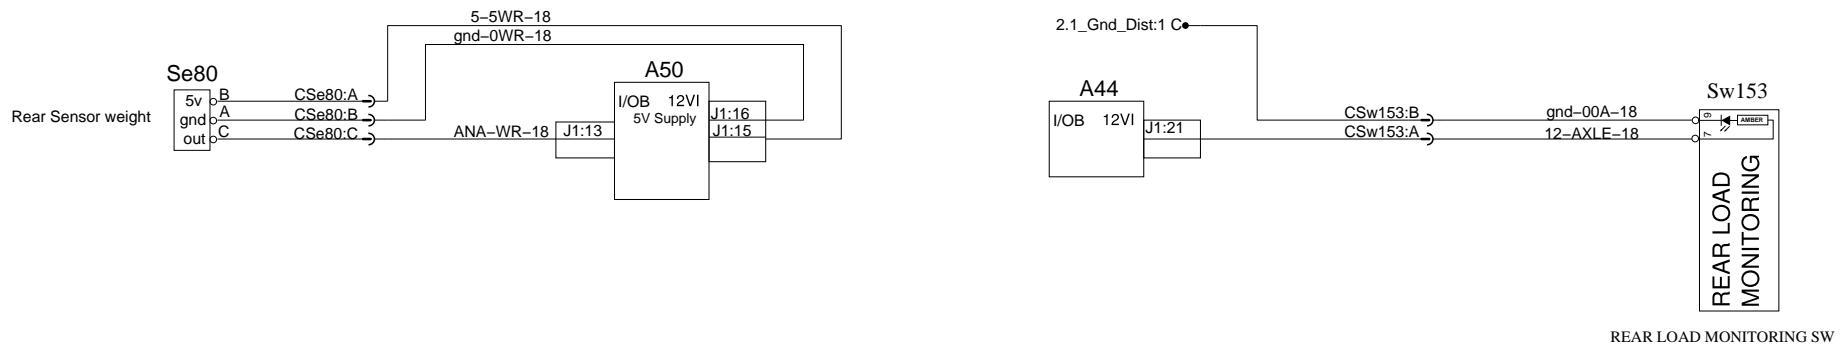 5-5WR-18
gnd-0WR-18
2.1_Gnd_Dist:1 C
Se80
A50
A44
Sw153
Rear Sensor weight
5v
B
CSe80:A
gnd
A
CSe80:B
out
C
CSe80:C
ANA-WR-18
J1:13
I/OB
12VI
5V Supply
J1:16
J1:15
I/OB
12VI
J1:21
CSw153:B
gnd-00A-18
CSw153:A
12-AXLE-18
9
AMBER
7
REAR LOAD
MONITORING
REAR LOAD MONITORING SW